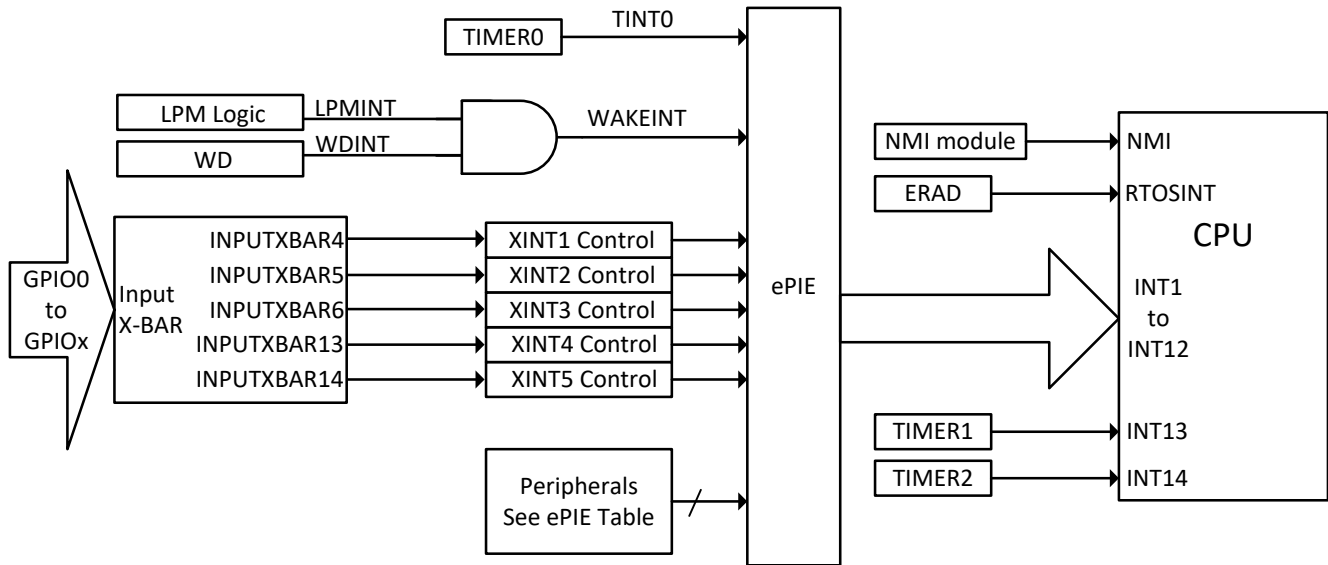 TINT0
TIMER0
LPM Logic
LPMINT
WD
WDINT
WAKEINT
GPIO0
to
GPIOx
Input
X-BAR
INPUTXBAR4
INPUTXBAR5
INPUTXBAR6
INPUTXBAR13
INPUTXBAR14
XINT1 Control
XINT2 Control
XINT3 Control
XINT4 Control
XINT5 Control
Peripherals
See ePIE Table
ePIE
NMI module
ERAD
TIMER1
TIMER2
NMI
RTOSINT
CPU
INT1
to
INT12
INT13
INT14